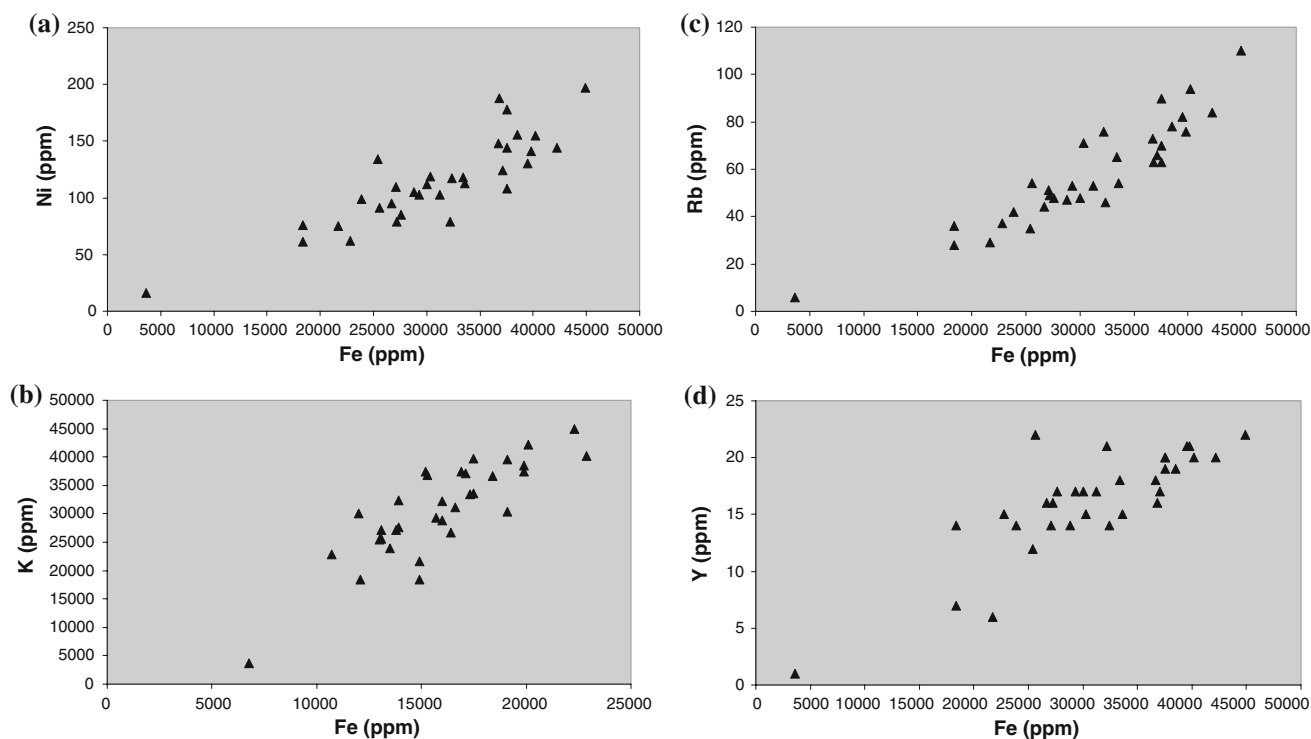 (a)
250
200
150
100
50
0
Ni (ppm)
0 5000 10000 15000 20000 25000 30000 35000 40000 45000 50000
Fe (ppm)
(c)
120
100
80
60
40
20
0
Rb (ppm)
0 5000 10000 15000 20000 25000 30000 35000 40000 45000 50000
Fe (ppm)
(b)
50000
45000
40000
35000
30000
25000
20000
15000
10000
5000
0
K (ppm)
0 5000 10000 15000 20000 25000
Fe (ppm)
(d)
25
20
15
10
5
0
Y (ppm)
0 5000 10000 15000 20000 25000 30000 35000 40000 45000 50000
Fe (ppm)